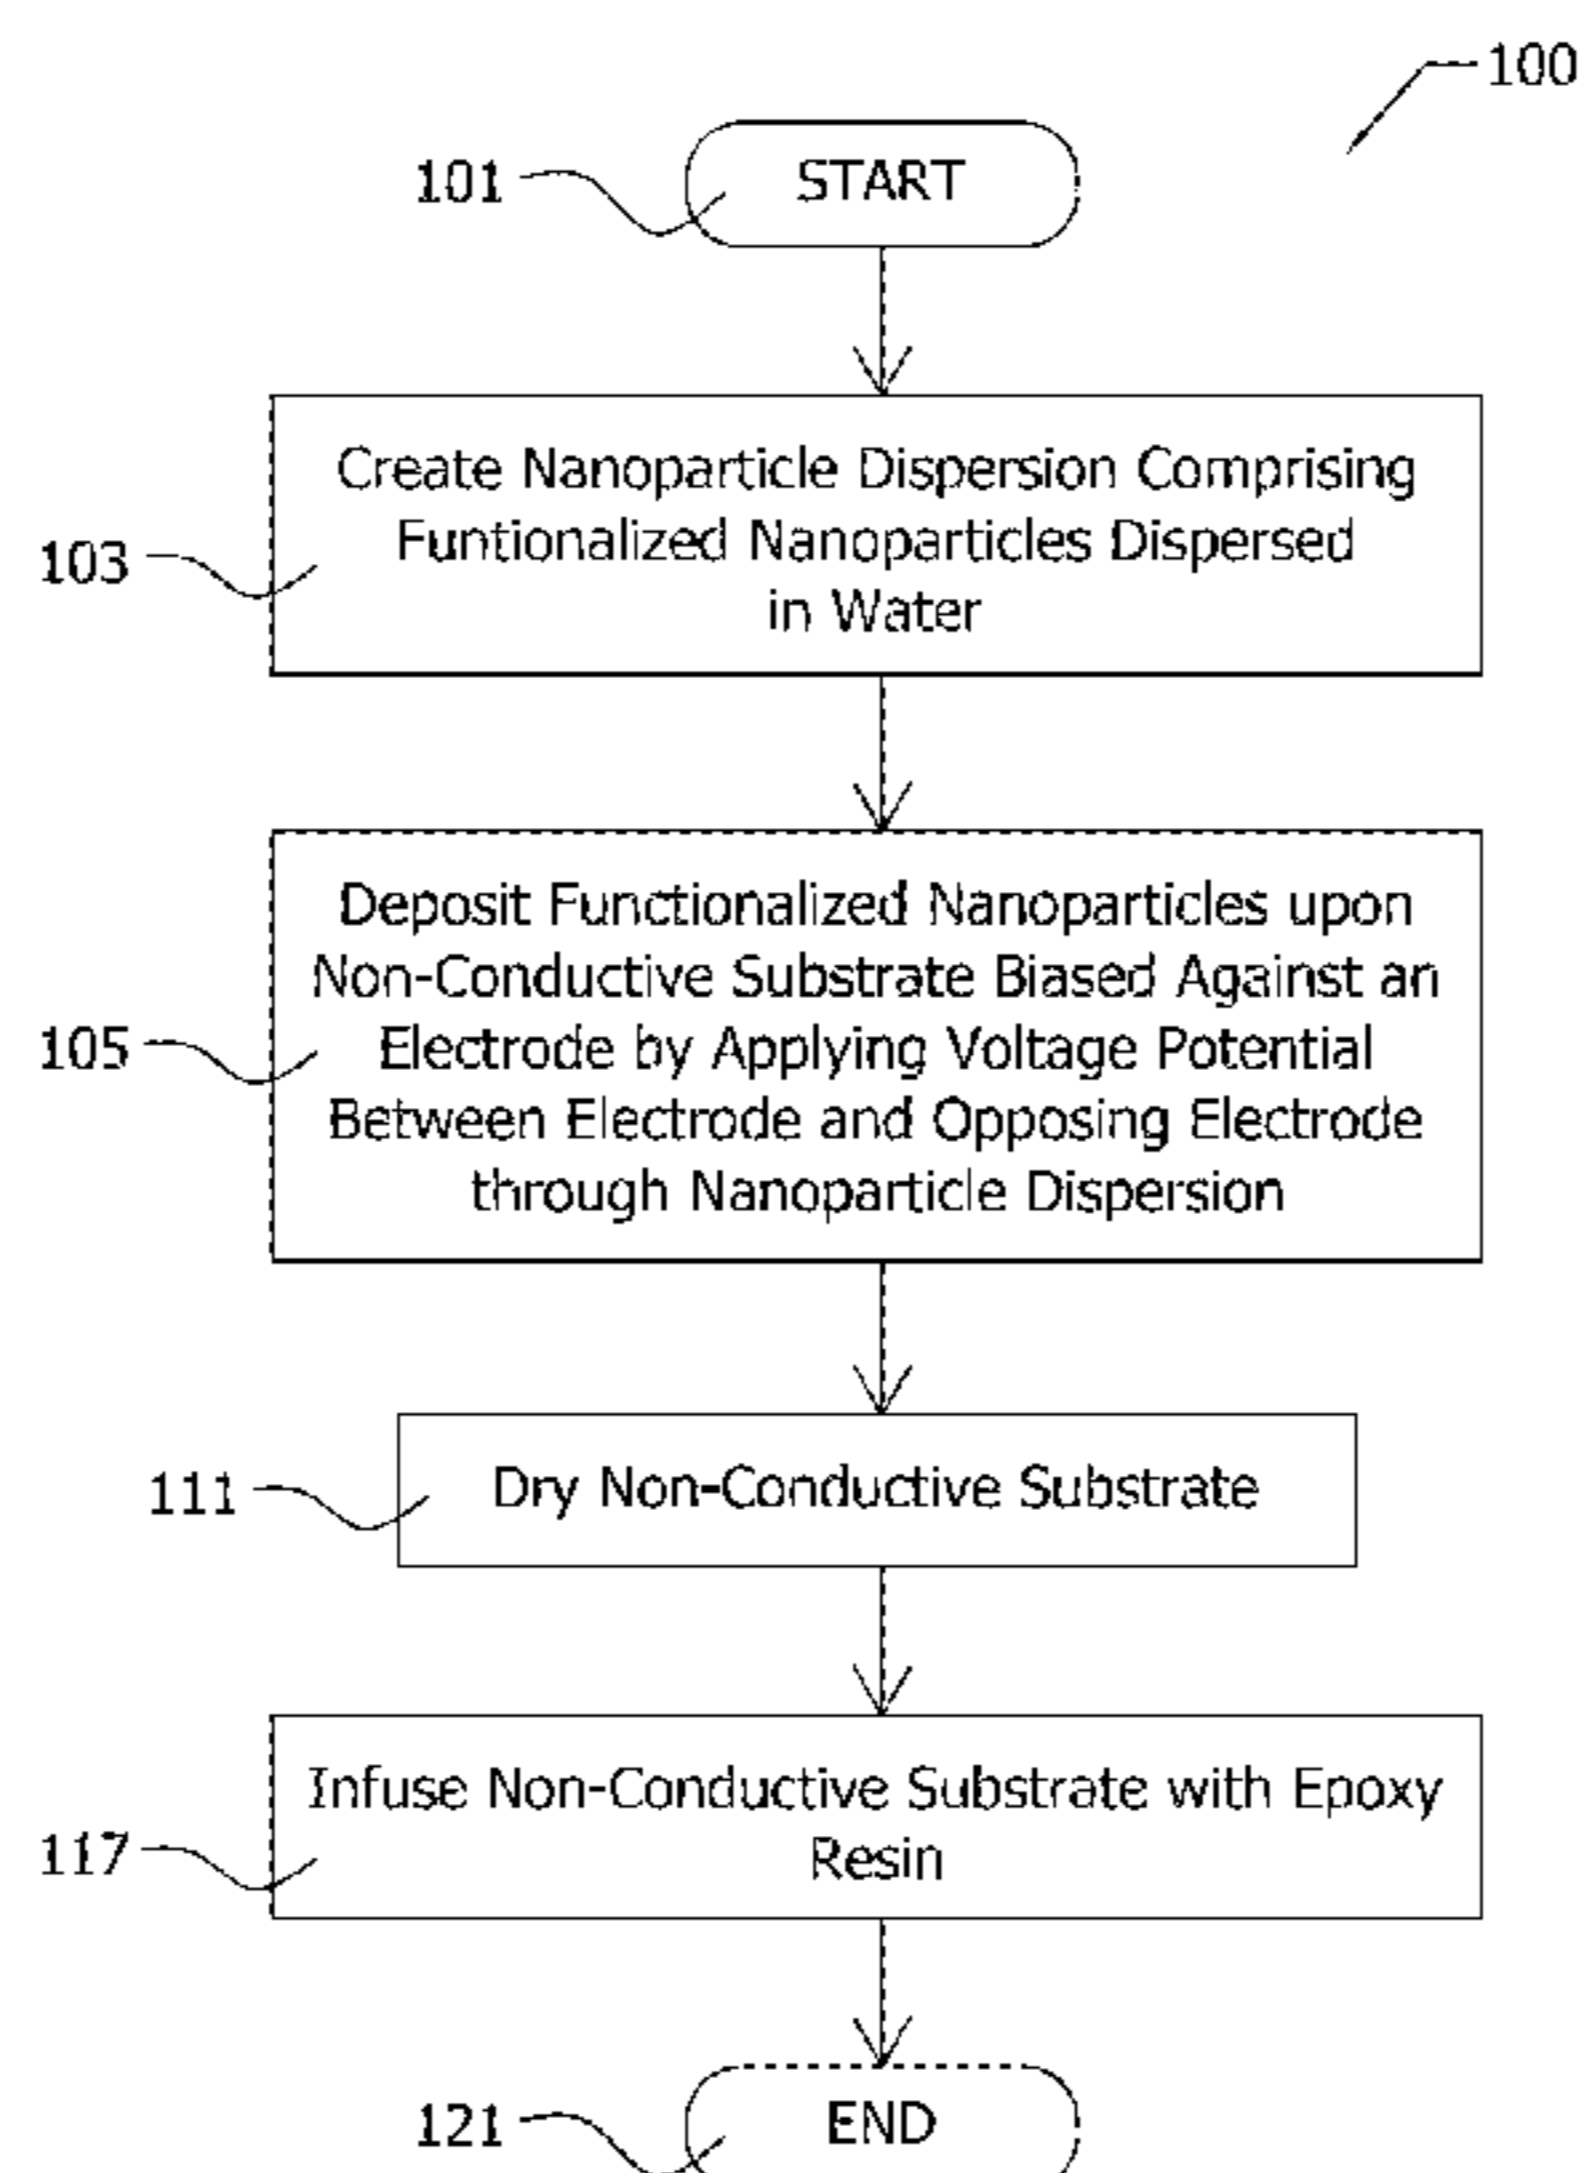 100
101
START
Create Nanoparticle Dispersion Comprising
Funtionalized Nanoparticles Dispersed
in Water
103
Deposit Functionalized Nanoparticles upon
Non-Conductive Substrate Biased Against an
Electrode by Applying Voltage Potential
Between Electrode and Opposing Electrode
through Nanoparticle Dispersion
105
Dry Non-Conductive Substrate
111
Infuse Non-Conductive Substrate with Epoxy
Resin
117
END
121